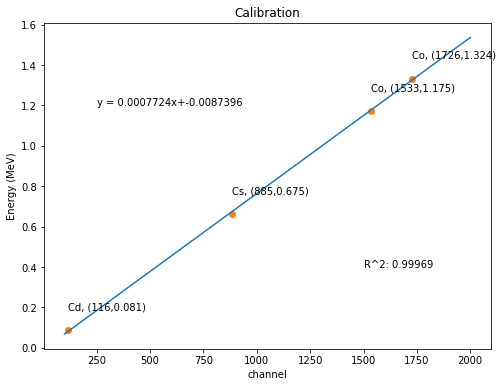 Calibration
1.6
1.4
1.2
1.0
0.8
0.6
0.4
0.2
0.0
Energy (MeV)
Co, (1726,1.324)
Co, (1533,1.175)
y = 0.0007724x+-0.0087396
Cs, (885,0.675)
R^2: 0.99969
Cd, (116,0.081)
250 500 750 1000 1250 1500 1750 2000
channel